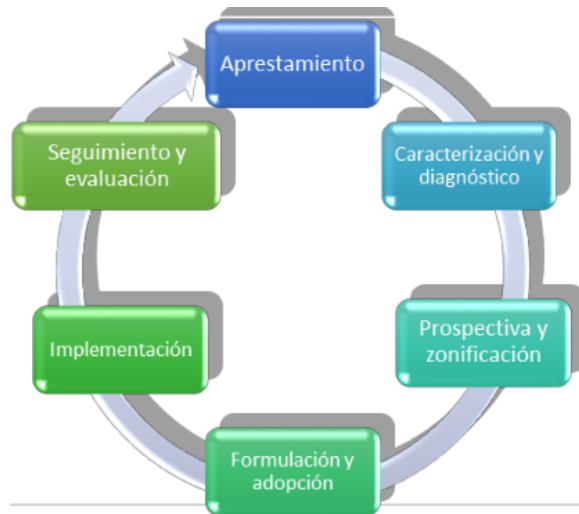 Aprestamiento
Caracterización y
diagnóstico
Prospectiva y
zonificación
Formulación y
adopción
Implementación
Seguimiento y
evaluación